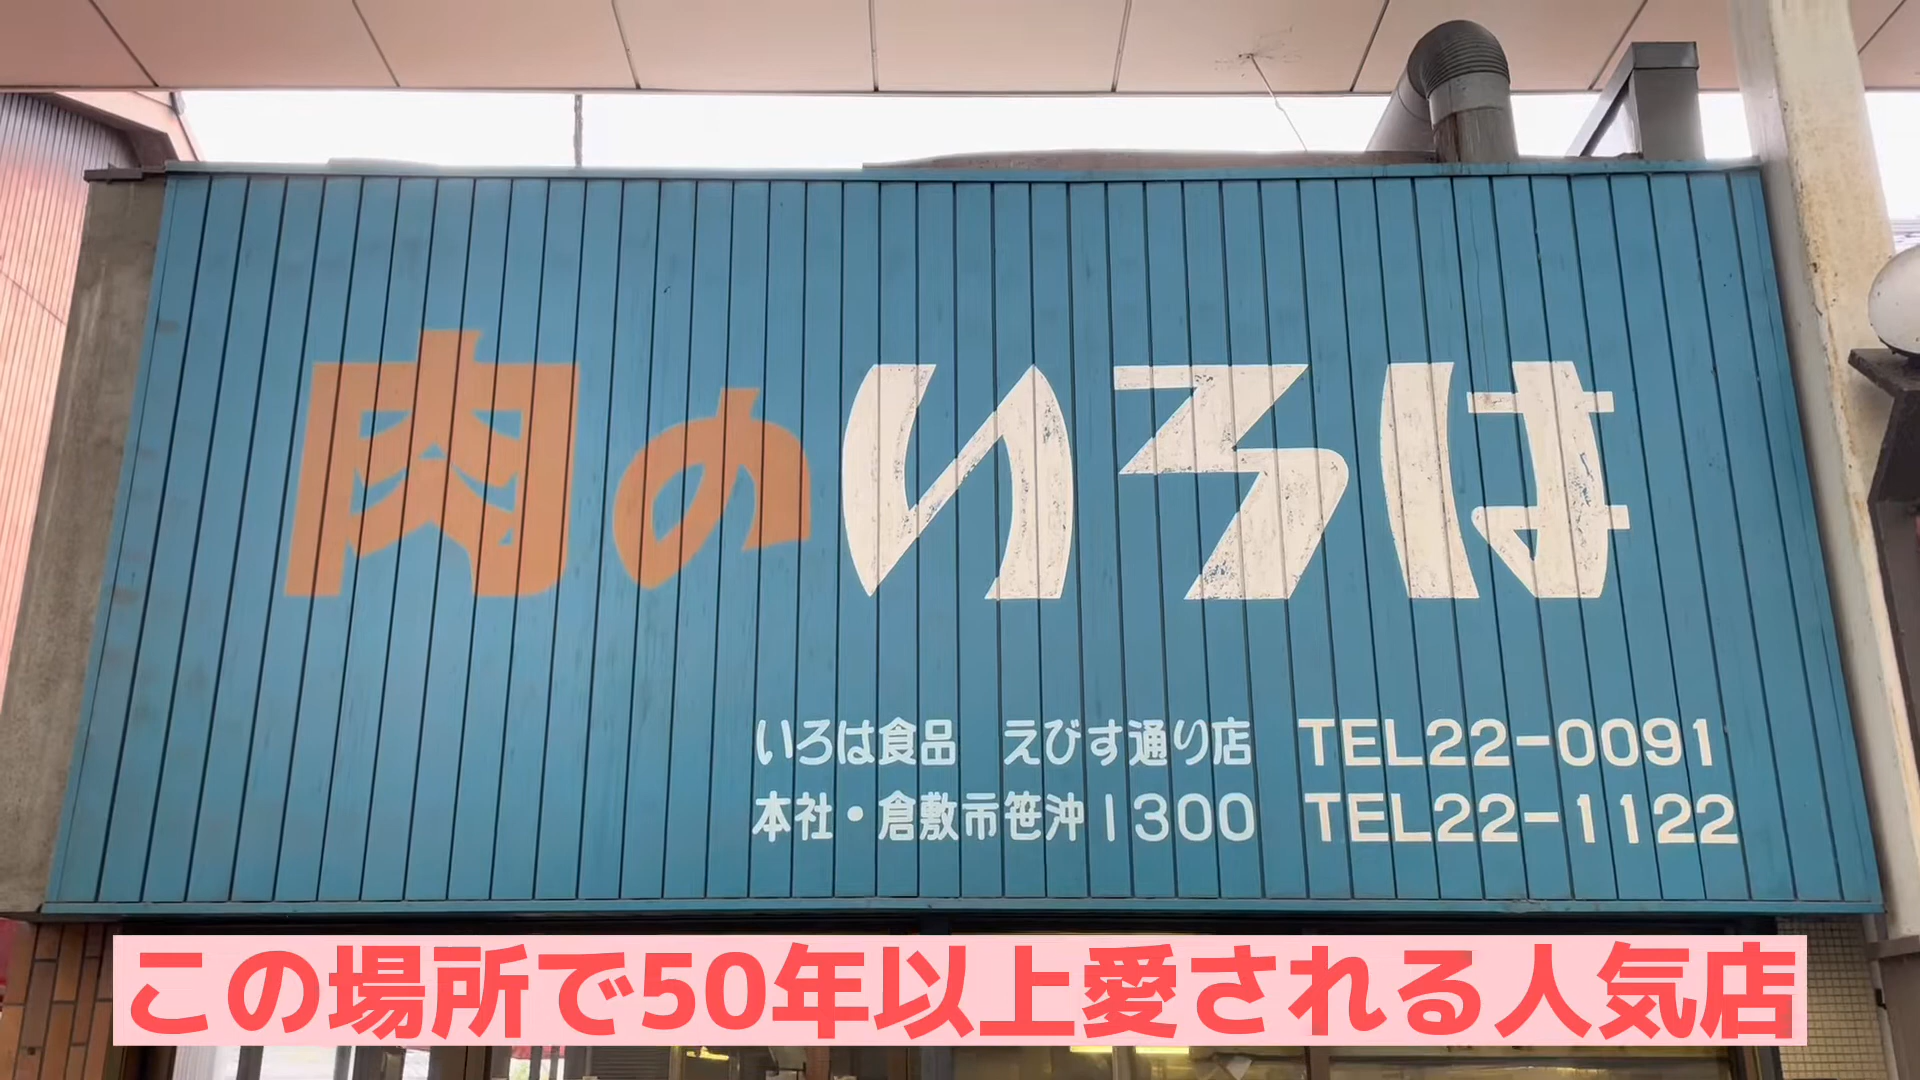 肉のいろは
いろは食品 えびす通り店 TEL22-0091
本社・倉敷市笹沖1300 TEL22-1122
この場所で50年以上愛される人気店